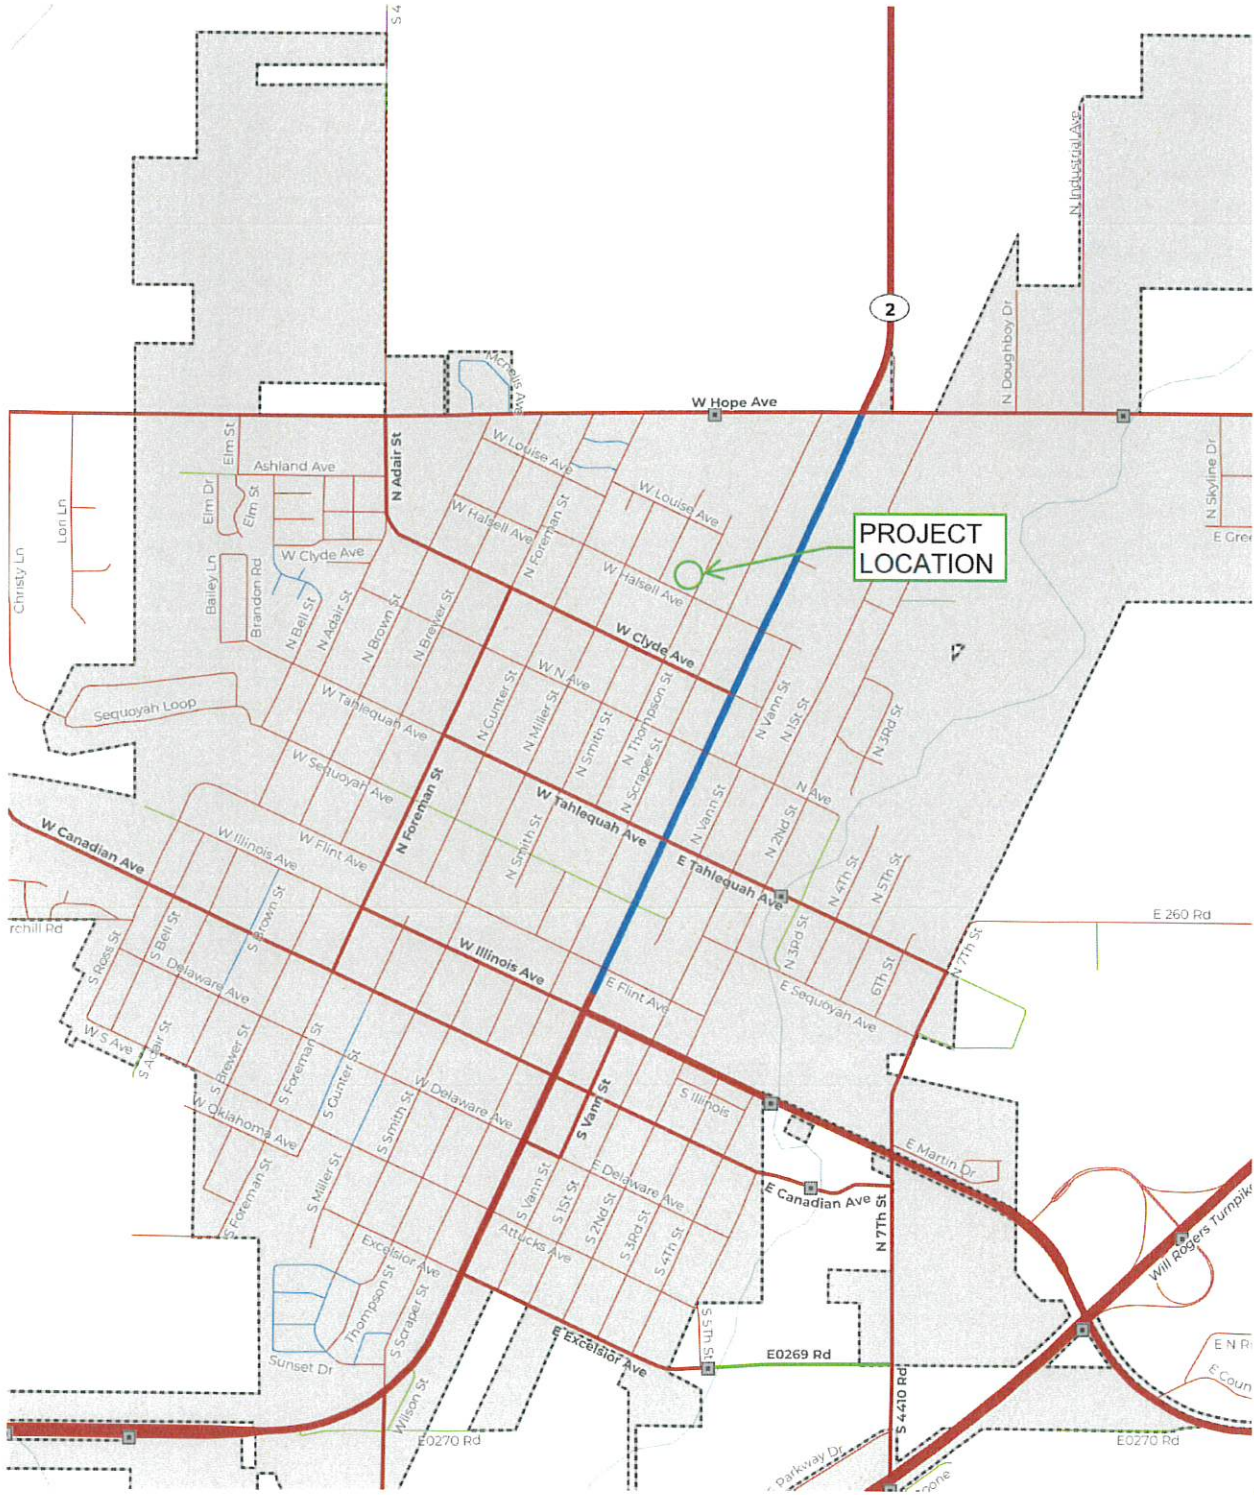 S 4
N Industrial Ave
2
N Doughboy Dr
McNelis Ave
W Hope Ave
Elm St
N Adair St
W Louise Ave
Ashland Ave
N Skyline Dr
Elm Dr
Elm St
Lori Ln
W Louise Ave
W Halsell Ave
N Foreman St
PROJECT
LOCATION
E Gree
Christy Ln
W Clyde Ave
Bailey Ln
Brandon Rd
W Halsell Ave
N Bell St
N Adair St
N Brown St
N Brewer St
W Clyde Ave
W N Ave
Sequoyah Loop
W Tahlequah Ave
N Gunter St
N Miller St
N Smith St
N Thompson St
N Scraper St
N Vann St
N 1St St
N 3Rd St
W Sequoyah Ave
N Foreman St
W Tahlequah Ave
N Vann St
N Ave
N 2Nd St
W Canadian Ave
W Illinois Ave
W Flint Ave
N Smith St
E Tahlequah Ave
N 4Th St
N 5Th St
E 260 Rd
rchill Rd
S Ross St
S Bell St
S Brown St
W Illinois Ave
N 3Rd St
N 7Th St
Delaware Ave
E Flint Ave
E Sequoyah Ave
6Th St
W S Ave
S Adair St
S Brewer St
S Foreman St
S Gunter St
W Delaware Ave
S Vann St
S Illinois
W Oklahoma Ave
S Smith St
E Martin Dr
S Foreman St
S Miller St
S Vann St
S 1St St
E Delaware Ave
S 2Nd St
S 3Rd St
S 4Th St
E Canadian Ave
N 7Th St
Will Rogers Turnpike
Attucks Ave
Excelsior Ave
Thompson St
S Scraper St
E Excelsior Ave
S 5Th St
E0269 Rd
E N R
Sunset Dr
E Coun
Wilson St
S 4410 Rd
E0270 Rd
E0270 Rd
Parkway Dr